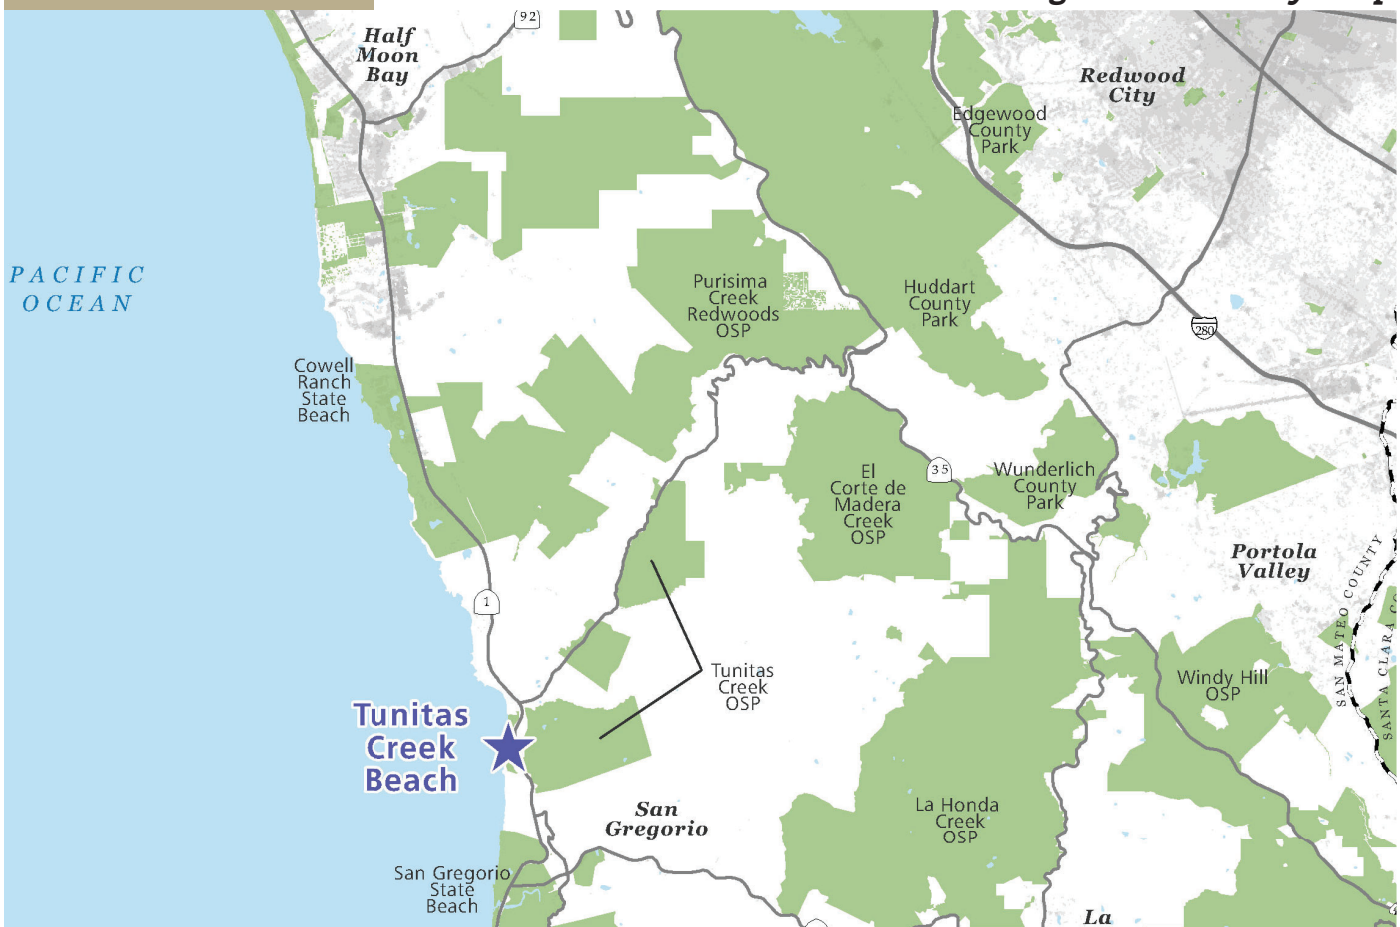 92
Half
Moon
Bay
Redwood
City
Edgewood
County
Park
PACIFIC
OCEAN
Purisima
Creek
Redwoods
OSP
Huddart
County
Park
280
Cowell
Ranch
State
Beach
El
Corte de
Madera
Creek
OSP
35
Wunderlich
County
Park
Portola
Valley
SAN MATEO COUNTY
SANTA CLARA CO
1
Tunitas
Creek
OSP
Windy Hill
OSP
Tunitas
Creek
Beach
San
Gregorio
La Honda
Creek
OSP
San Gregorio
State
Beach
La